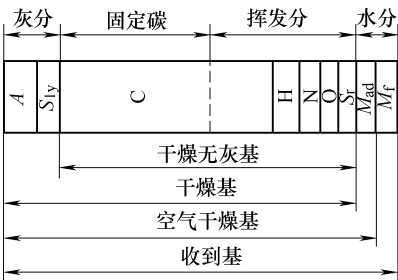 灰分 固定碳 挥发分 水分
A Sly C H N O Sr Mad Mf
干燥无灰基
干燥基
空气干燥基
收到基